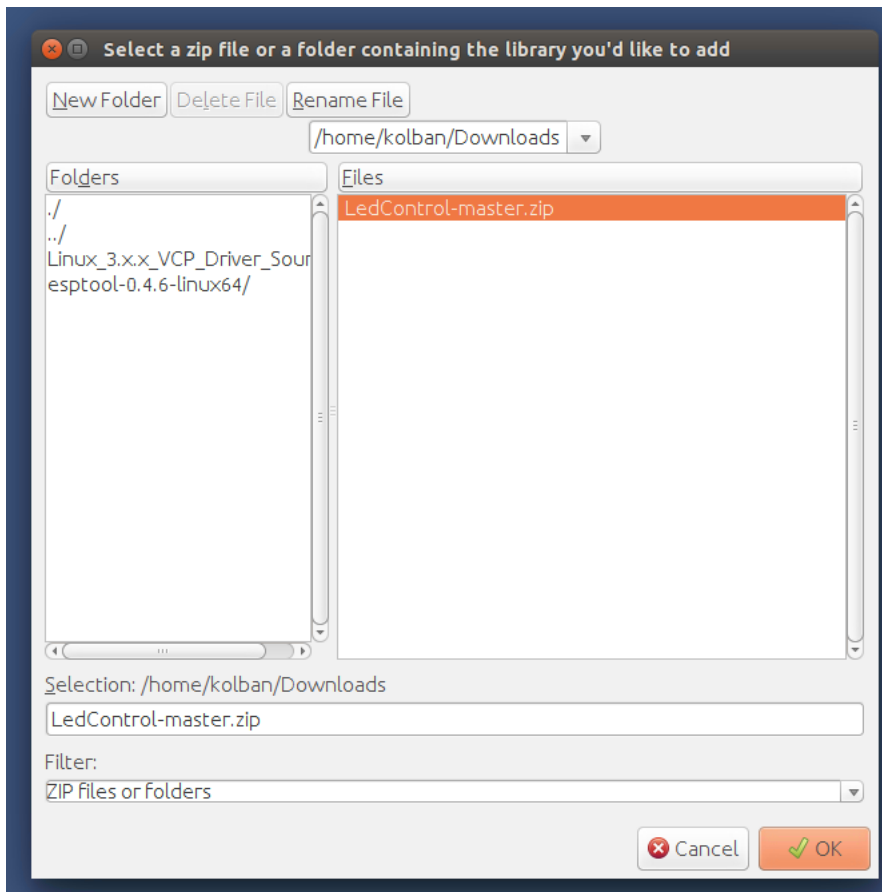 Select a zip file or a folder containing the library you'd like to add
New Folder Delete File Rename File
/home/kolban/Downloads
Folders Files
./ LedControl-master.zip
../
Linux_3.x.x_VCP_Driver_Sour
esptool-0.4.6-linux64/
Selection: /home/kolban/Downloads
LedControl-master.zip
Filter:
ZIP files or folders
Cancel OK